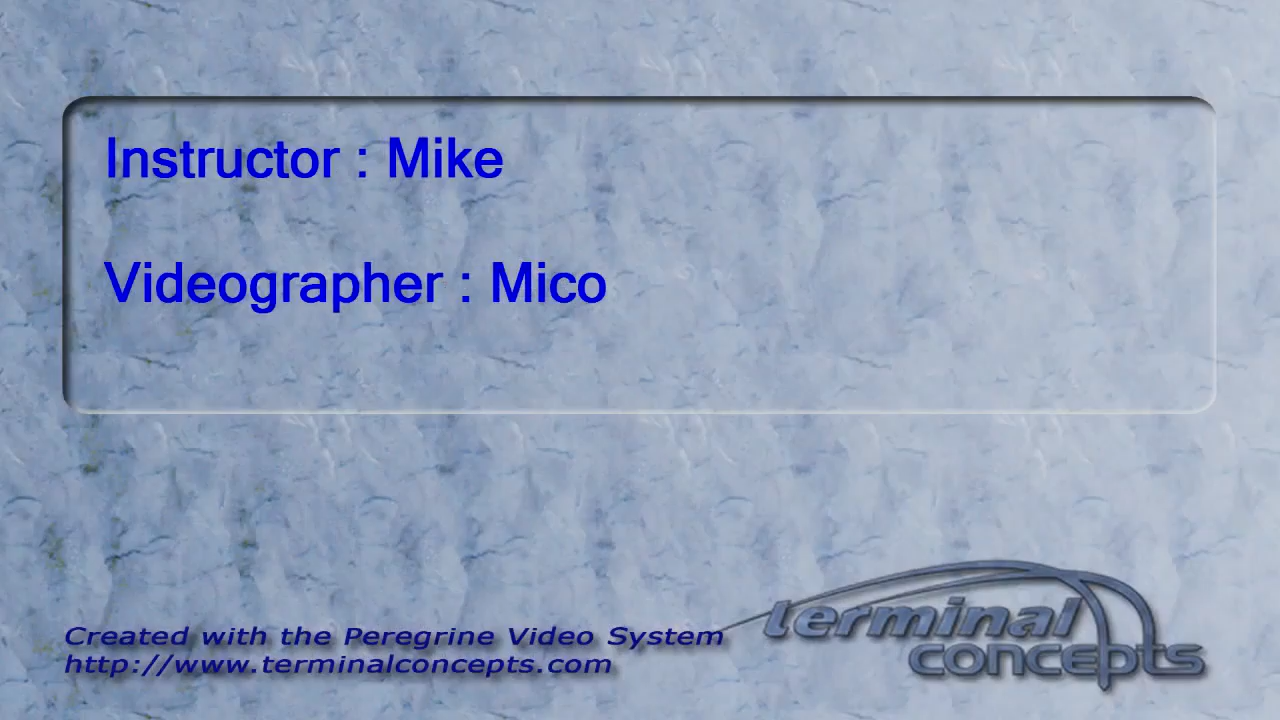 Instructor : Mike
Videographer : Mico
Created with the Peregrine Video System
http://www.terminalconcepts.com
terminal
concepts